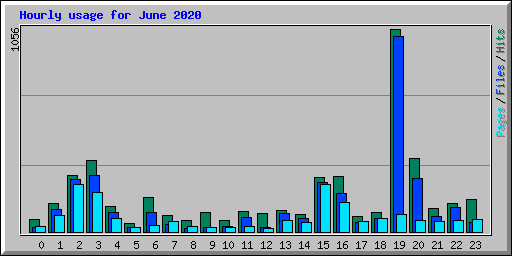 Hourly usage for June 2020
1056
Pages/Files/Hits
0 1 2 3 4 5 6 7 8 9 10 11 12 13 14 15 16 17 18 19 20 21 22 23